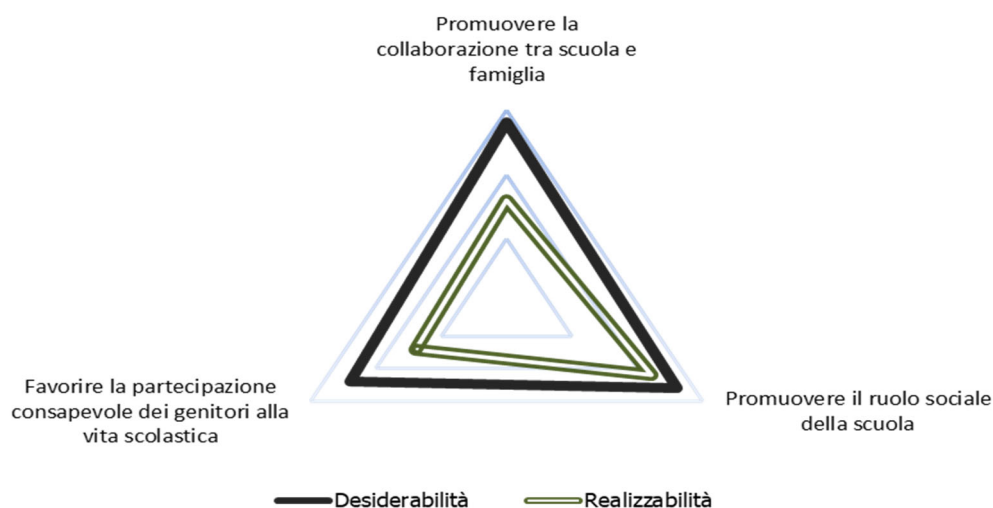 Promuovere la
collaborazione tra scuola e
famiglia
Favorire la partecipazione
consapevole dei genitori alla
vita scolastica
Promuovere il ruolo sociale
della scuola
Desiderabilità
Realizzabilità